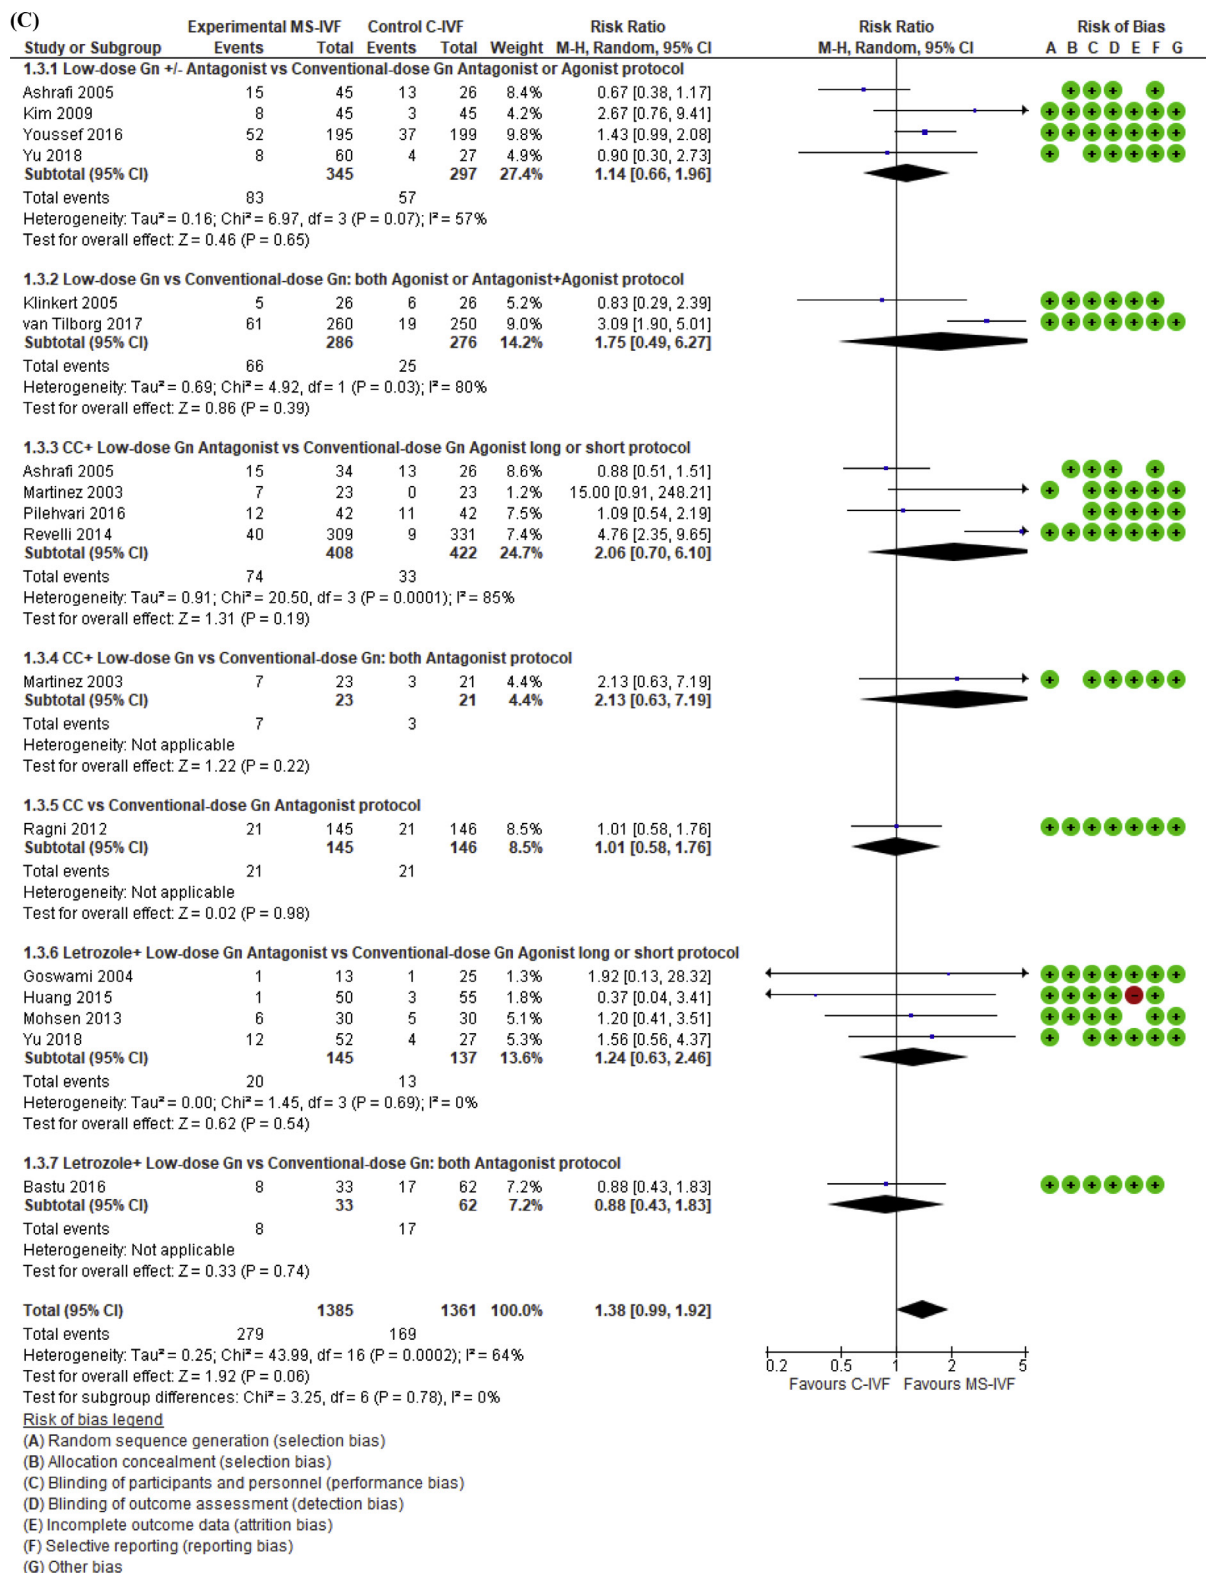 (C)
Experimental MS-IVF Control C-IVF Risk Ratio Risk Ratio Risk of Bias
Study or Subgroup Events Total Events Total Weight M-H, Random, 95% CI M-H, Random, 95% CI A B C D E F G
1.3.1 Low-dose Gn +/- Antagonist vs Conventional-dose Gn Antagonist or Agonist protocol
Ashrafi 2005 15 45 13 26 8.4% 0.67 [0.38, 1.17]
Kim 2009 8 45 3 45 4.2% 2.67 [0.76, 9.41]
Youssef 2016 52 195 37 199 9.8% 1.43 [0.99, 2.08]
Yu 2018 8 60 4 27 4.9% 0.90 [0.30, 2.73]
Subtotal (95% CI) 345 297 27.4% 1.14 [0.66, 1.96]
Total events 83 57
Heterogeneity: Tau² = 0.16; Chi² = 6.97, df = 3 (P = 0.07); I² = 57%
Test for overall effect: Z = 0.46 (P = 0.65)
1.3.2 Low-dose Gn vs Conventional-dose Gn: both Agonist or Antagonist+Agonist protocol
Klinkert 2005 5 26 6 26 5.2% 0.83 [0.29, 2.39]
van Tilborg 2017 61 260 19 250 9.0% 3.09 [1.90, 5.01]
Subtotal (95% CI) 286 276 14.2% 1.75 [0.49, 6.27]
Total events 66 25
Heterogeneity: Tau² = 0.69; Chi² = 4.92, df = 1 (P = 0.03); I² = 80%
Test for overall effect: Z = 0.86 (P = 0.39)
1.3.3 CC+ Low-dose Gn Antagonist vs Conventional-dose Gn Agonist long or short protocol
Ashrafi 2005 15 34 13 26 8.6% 0.88 [0.51, 1.51]
Martinez 2003 7 23 0 23 1.2% 15.00 [0.91, 248.21]
Pilehvari 2016 12 42 11 42 7.5% 1.09 [0.54, 2.19]
Revelli 2014 40 309 9 331 7.4% 4.76 [2.35, 9.65]
Subtotal (95% CI) 408 422 24.7% 2.06 [0.70, 6.10]
Total events 74 33
Heterogeneity: Tau² = 0.91; Chi² = 20.50, df = 3 (P = 0.0001); I² = 85%
Test for overall effect: Z = 1.31 (P = 0.19)
1.3.4 CC+ Low-dose Gn vs Conventional-dose Gn: both Antagonist protocol
Martinez 2003 7 23 3 21 4.4% 2.13 [0.63, 7.19]
Subtotal (95% CI) 23 21 4.4% 2.13 [0.63, 7.19]
Total events 7 3
Heterogeneity: Not applicable
Test for overall effect: Z = 1.22 (P = 0.22)
1.3.5 CC vs Conventional-dose Gn Antagonist protocol
Ragni 2012 21 145 21 146 8.5% 1.01 [0.58, 1.76]
Subtotal (95% CI) 145 146 8.5% 1.01 [0.58, 1.76]
Total events 21 21
Heterogeneity: Not applicable
Test for overall effect: Z = 0.02 (P = 0.98)
1.3.6 Letrozole+ Low-dose Gn Antagonist vs Conventional-dose Gn Agonist long or short protocol
Goswami 2004 1 13 1 25 1.3% 1.92 [0.13, 28.32]
Huang 2015 1 50 3 55 1.8% 0.37 [0.04, 3.41]
Mohsen 2013 6 30 5 30 5.1% 1.20 [0.41, 3.51]
Yu 2018 12 52 4 27 5.3% 1.56 [0.56, 4.37]
Subtotal (95% CI) 145 137 13.6% 1.24 [0.63, 2.46]
Total events 20 13
Heterogeneity: Tau² = 0.00; Chi² = 1.45, df = 3 (P = 0.69); I² = 0%
Test for overall effect: Z = 0.62 (P = 0.54)
1.3.7 Letrozole+ Low-dose Gn vs Conventional-dose Gn: both Antagonist protocol
Bastu 2016 8 33 17 62 7.2% 0.88 [0.43, 1.83]
Subtotal (95% CI) 33 62 7.2% 0.88 [0.43, 1.83]
Total events 8 17
Heterogeneity: Not applicable
Test for overall effect: Z = 0.33 (P = 0.74)
Total (95% CI) 1385 1361 100.0% 1.38 [0.99, 1.92]
Total events 279 169
Heterogeneity: Tau² = 0.25; Chi² = 43.99, df = 16 (P = 0.0002); I² = 64%
Test for overall effect: Z = 1.92 (P = 0.06)
Test for subgroup differences: Chi² = 3.25, df = 6 (P = 0.78), I² = 0%
0.2 0.5 1 2 5
Favours C-IVF Favours MS-IVF
Risk of bias legend
(A) Random sequence generation (selection bias)
(B) Allocation concealment (selection bias)
(C) Blinding of participants and personnel (performance bias)
(D) Blinding of outcome assessment (detection bias)
(E) Incomplete outcome data (attrition bias)
(F) Selective reporting (reporting bias)
(G) Other bias